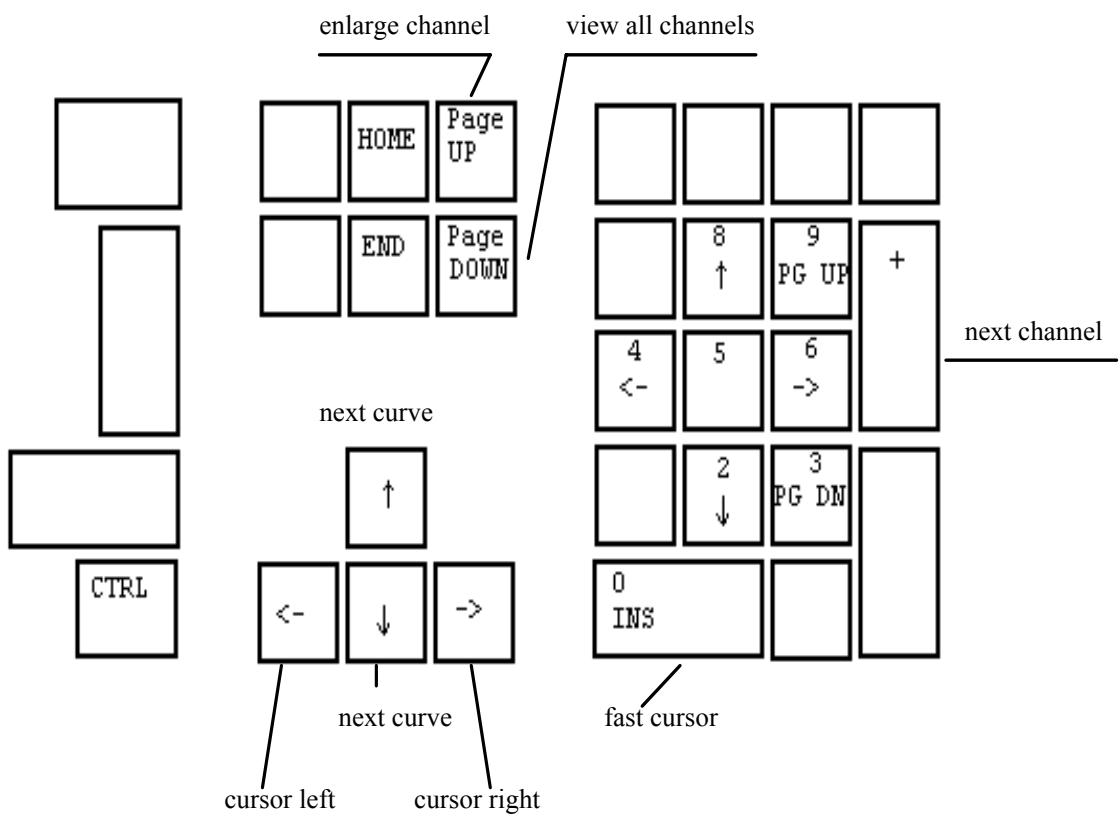 enlarge channel
view all channels
HOME
Page
UP
END
Page
DOWN
8
↑
9
PG UP
+
next channel
4
<-
5
6
->
next curve
↑
2
↓
3
PG DN
CTRL
<-
↓
->
0
INS
next curve
fast cursor
cursor left
cursor right